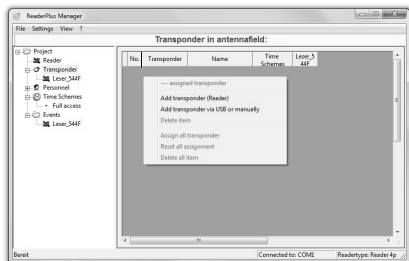 ReaderPlus Manager
File Settings View ?
Transponder in antennafield:
Project
Reader
Transponder
Leser_544F
Personnel
Time Schemes
Full access
Events
Leser_544F
No. Transponder Name Time Schemes Leser_5 44F
--- assigned transponder
Add transponder (Reader)
Add transponder via USB or manually
Delete item
Assign all transponder
Reset all assignment
Delete all item
Bereit Connected to: COM1 Readertype: Reader 4p